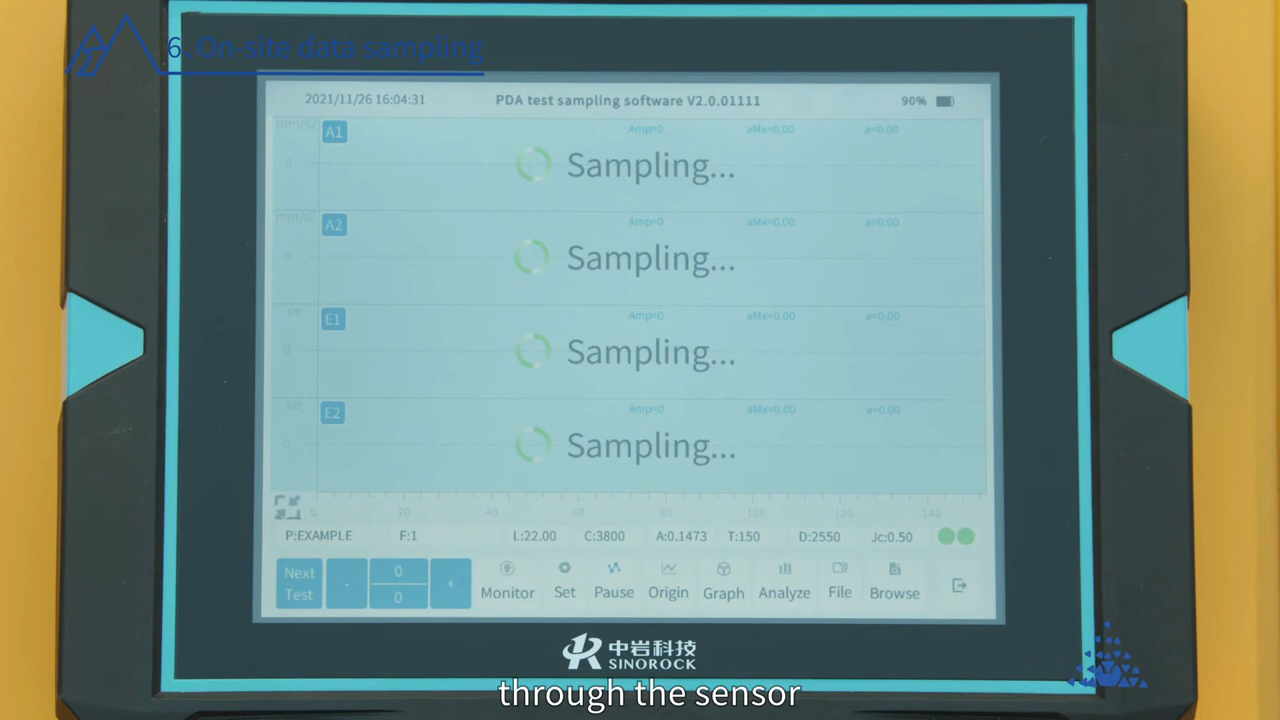 6. On-site data sampling
2021/11/26 16:04:31 PDA test sampling software V2.0.01111 90%
mm/s2 A1 Amp=0 aMx=0.00 a=0.00
0 Sampling...
mm/s2 A2 Amp=0 aMx=0.00 a=0.00
0 Sampling...
E1 Amp=0 aMx=0.00 a=0.00
0 Sampling...
E2 Amp=0 aMx=0.00 a=0.00
0 Sampling...
0 20 40 60 80 100 120 140
P:EXAMPLE F:1 L:22.00 C:3800 A:0.1473 T:150 D:2550 Jc:0.50
Next Test - 0 0 + Monitor Set Pause Origin Graph Analyze File Browse
中岩科技
SINOROCK
through the sensor